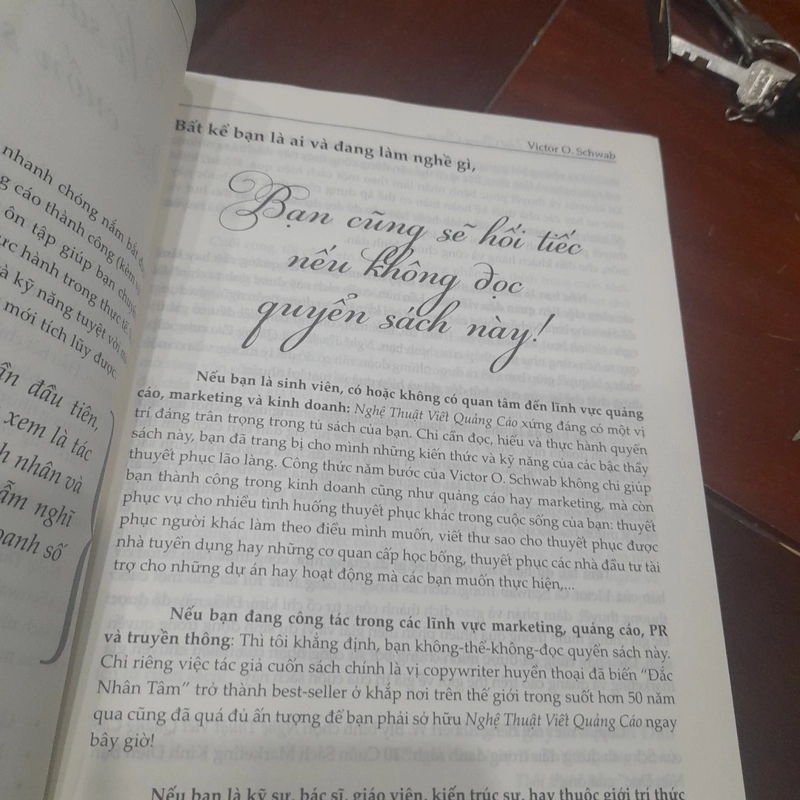 nhanh chóng nắm bắt
cáo thành công (kèm
ôn tập giúp bạn
hành trong thực tế
kỹ năng tuyệt vời mà
mới tích lũy được.
đầu tiên,
xem là tác
nhân và
nghĩ
doanh số
Victor O. Schwab
Bất kể bạn là ai và đang làm nghề gì,
Bạn cũng sẽ hối tiếc
nếu không đọc
quyển sách này!
Nếu bạn là sinh viên, có hoặc không có quan tâm đến lĩnh vực quảng
cáo, marketing và kinh doanh: Nghệ Thuật Viết Quảng Cáo xứng đáng có một vị
trí đáng trân trọng trong tủ sách của bạn. Chỉ cần đọc, hiểu và thực hành quyển
sách này, bạn đã trang bị cho mình những kiến thức và kỹ năng của các bậc thầy
thuyết phục lão làng. Công thức năm bước của Victor O. Schwab không chỉ giúp
bạn thành công trong kinh doanh cũng như quảng cáo hay marketing, mà còn
phục vụ cho nhiều tình huống thuyết phục khác trong cuộc sống của bạn: thuyết
phục người khác làm theo điều mình muốn, viết thư sao cho thuyết phục được
nhà tuyển dụng hay những cơ quan cấp học bổng, thuyết phục các nhà đầu tư tài
trợ cho những dự án hay hoạt động mà các bạn muốn thực hiện,...
Nếu bạn đang công tác trong các lĩnh vực marketing, quảng cáo, PR
và truyền thông: Thì tôi khẳng định, bạn không-thể-không-đọc quyển sách này.
Chỉ riêng việc tác giả cuốn sách chính là vị copywriter huyền thoại đã biến “Đắc
Nhân Tâm” trở thành best-seller ở khắp nơi trên thế giới trong suốt hơn 50 năm
qua cũng đã quá đủ ấn tượng để bạn phải sở hữu Nghệ Thuật Viết Quảng Cáo ngay
bây giờ!
Nếu bạn là kỹ sư, bác sĩ, giáo viên, kiến trúc sư, hay thuộc giới trí thức